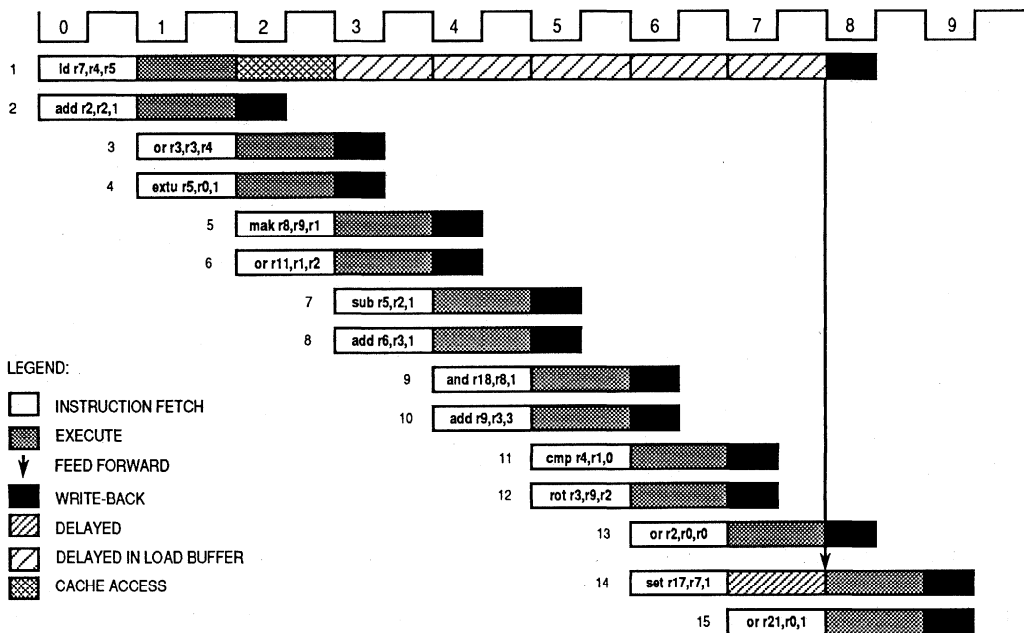 0 1 2 3 4 5 6 7 8 9
1 ld r7,r4,r5
2 add r2,r2,1
3 or r3,r3,r4
4 extu r5,r0,1
5 mak r8,r9,r1
6 or r11,r1,r2
7 sub r5,r2,1
8 add r6,r3,1
9 and r18,r8,1
10 add r9,r3,3
11 cmp r4,r1,0
12 rot r3,r9,r2
13 or r2,r0,r0
14 set r17,r7,1
15 or r21,r0,1
LEGEND:
INSTRUCTION FETCH
EXECUTE
FEED FORWARD
WRITE-BACK
DELAYED
DELAYED IN LOAD BUFFER
CACHE ACCESS